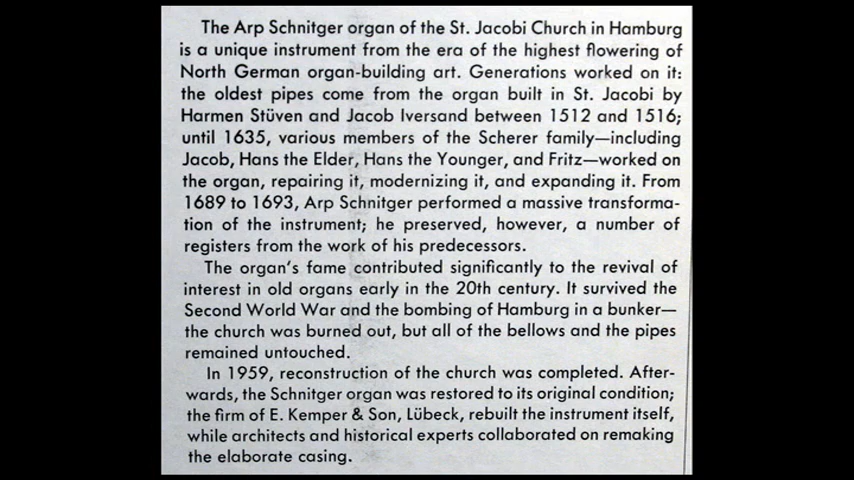 The Arp Schnitger organ of the St. Jacobi Church in Hamburg
is a unique instrument from the era of the highest flowering of
North German organ-building art. Generations worked on it:
the oldest pipes come from the organ built in St. Jacobi by
Harmen Stüven and Jacob Iversand between 1512 and 1516;
until 1635, various members of the Scherer family—including
Jacob, Hans the Elder, Hans the Younger, and Fritz—worked on
the organ, repairing it, modernizing it, and expanding it. From
1689 to 1693, Arp Schnitger performed a massive transforma-
tion of the instrument; he preserved, however, a number of
registers from the work of his predecessors.
The organ's fame contributed significantly to the revival of
interest in old organs early in the 20th century. It survived the
Second World War and the bombing of Hamburg in a bunker—
the church was burned out, but all of the bellows and the pipes
remained untouched.
In 1959, reconstruction of the church was completed. After-
wards, the Schnitger organ was restored to its original condition;
the firm of E. Kemper & Son, Lübeck, rebuilt the instrument itself,
while architects and historical experts collaborated on remaking
the elaborate casing.